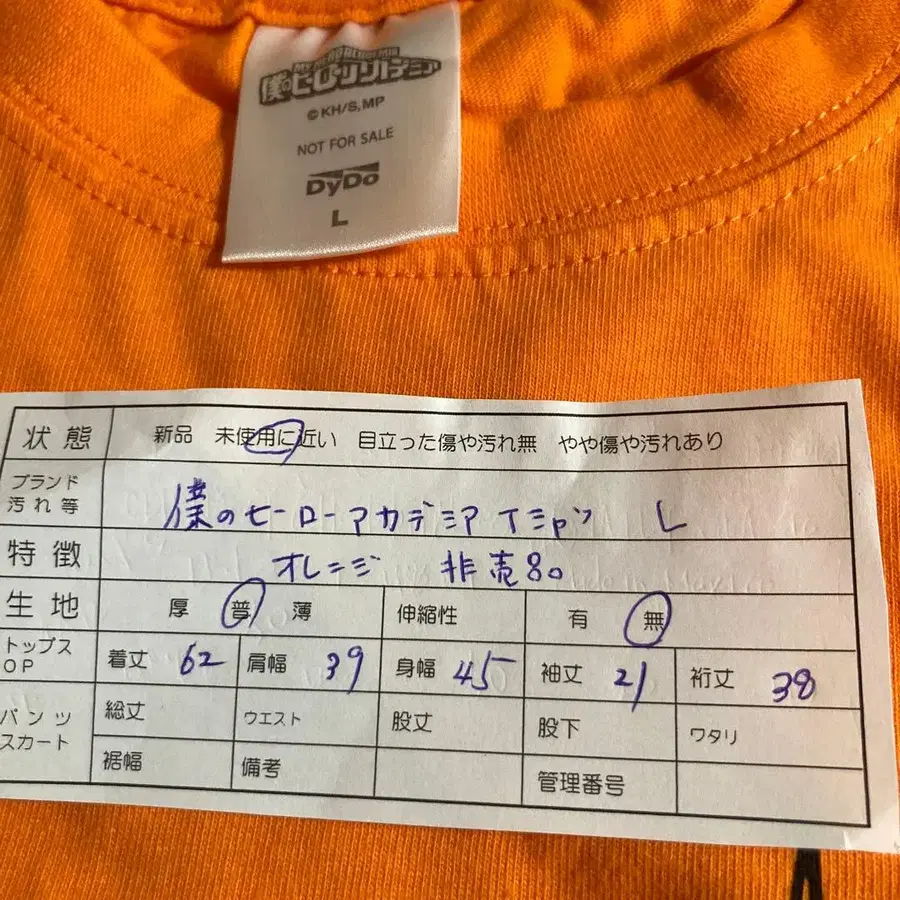 MY HERO ACADEMIA
僕のヒーローアカデミア
©KH/S,MP
NOT FOR SALE
DyDo
L
状態 新品 未使用に近い 目立った傷や汚れ無 やや傷や汚れあり
ブランド
汚れ等 僕のヒーローアカデミア Tシャツ L
特徴 オレンジ 非売品
生地 厚 普 薄 伸縮性 有 無
トップス
OP 着丈 62 肩幅 39 身幅 45 袖丈 21 裄丈 38
パンツ
スカート 総丈 ウエスト 股丈 股下 ワタリ
裾幅 備考 管理番号